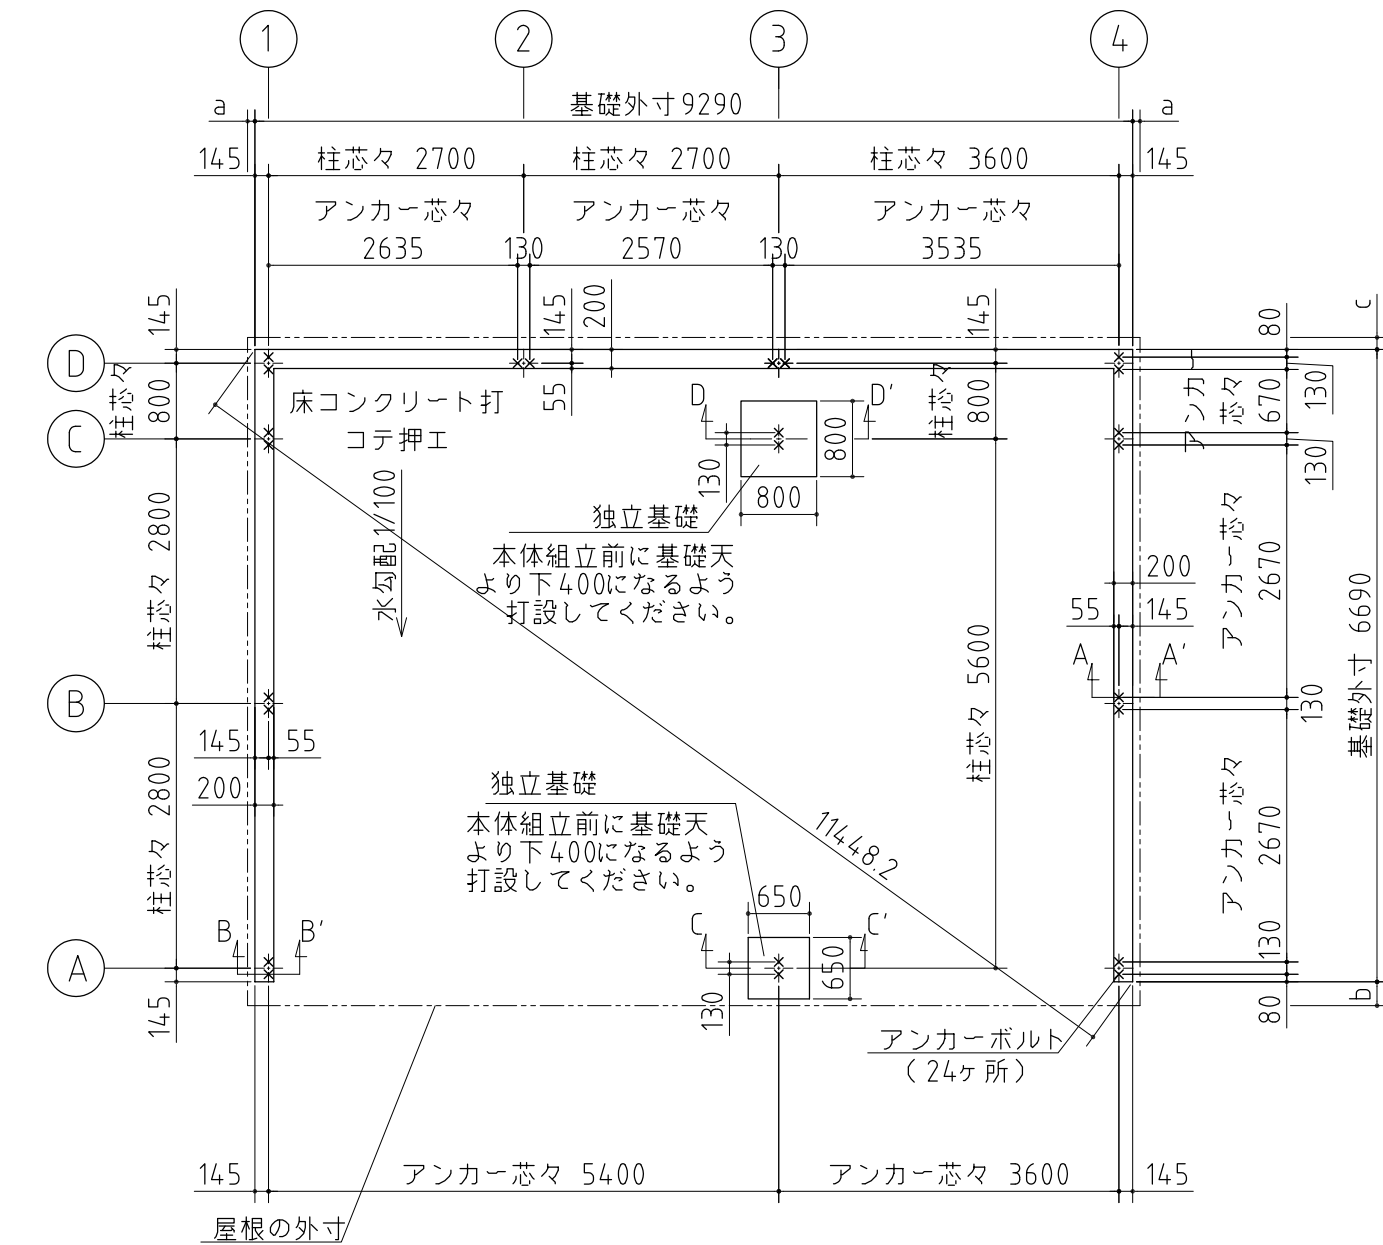 1 2 3 4
a 基礎外寸9290 a
145 柱芯々 2700 柱芯々 2700 柱芯々 3600 145
アンカー芯々 アンカー芯々 アンカー芯々
2635 130 2570 130 3535
145 145 200 145 80 c
D
柱芯々 800 55 柱芯々 800 アンカー芯々 670 130
床コンクリート打
コテ押エ
D D'
C
130 800 130
800
水勾配1/100
独立基礎
本体組立前に基礎天
より下400になるよう
打設してください。
柱芯々 2800
アンカー芯々 2670
200
55 145
柱芯々 5600
基礎外寸 6690
A A'
B
130
145 55
200
柱芯々 2800
独立基礎
本体組立前に基礎天
より下400になるよう
打設してください。
11448.2
アンカー芯々 2670
650
B B' C C'
650
130
A
130
145
80
b
アンカーボルト
(24ヶ所)
145 アンカー芯々 5400 アンカー芯々 3600 145
屋根の外寸